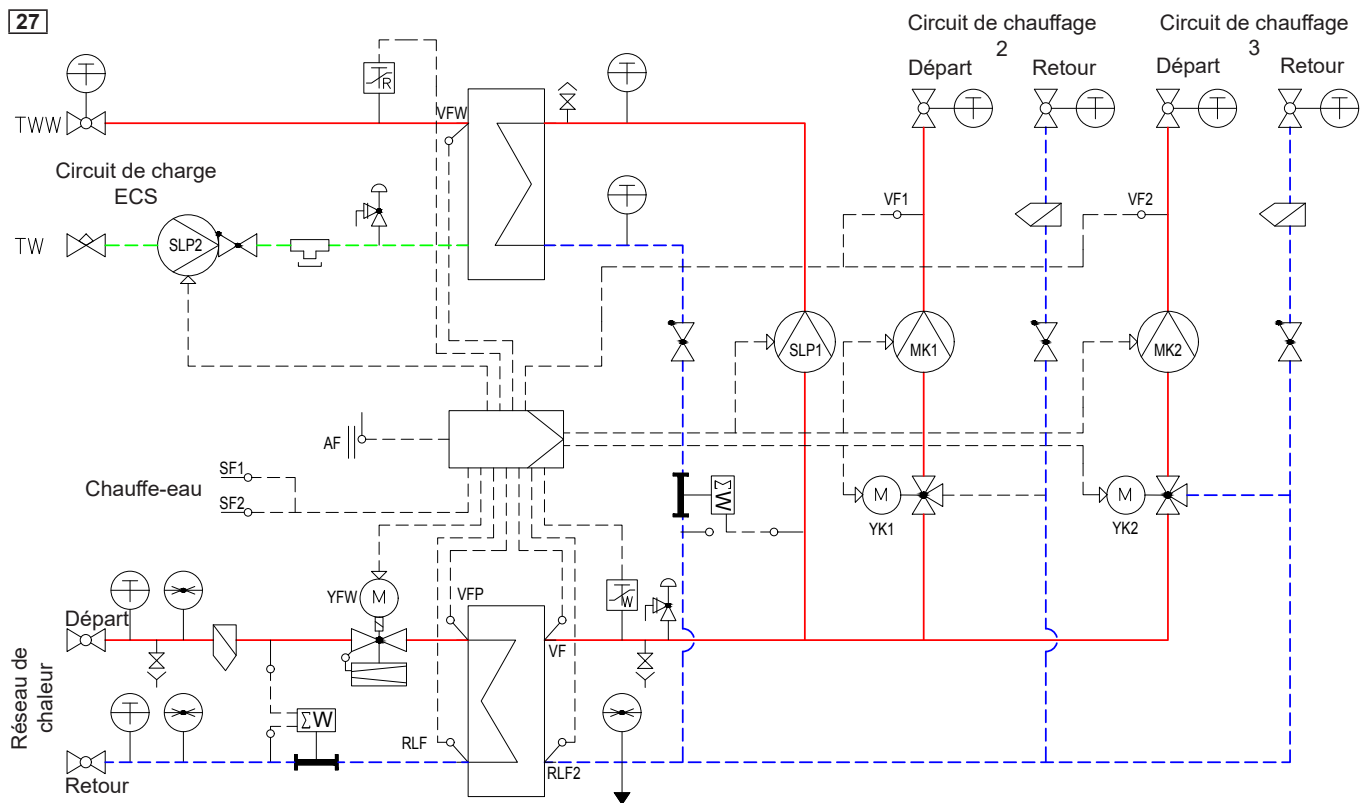 27
Circuit de chauffage
2
Circuit de chauffage
3
Départ
Retour
Départ
Retour
T
T
T
T
T
T
R
T
TWW
VFW
Circuit de charge
ECS
T
VF1
VF2
TW
SLP2
SLP1
MK1
MK2
AF
SF1
Chauffe-eau
SF2
ΣW
M
YK1
M
YK2
T
YFW
M
VFP
T
W
Départ
VF
Réseau de
chaleur
T
ΣW
RLF
RLF2
Retour